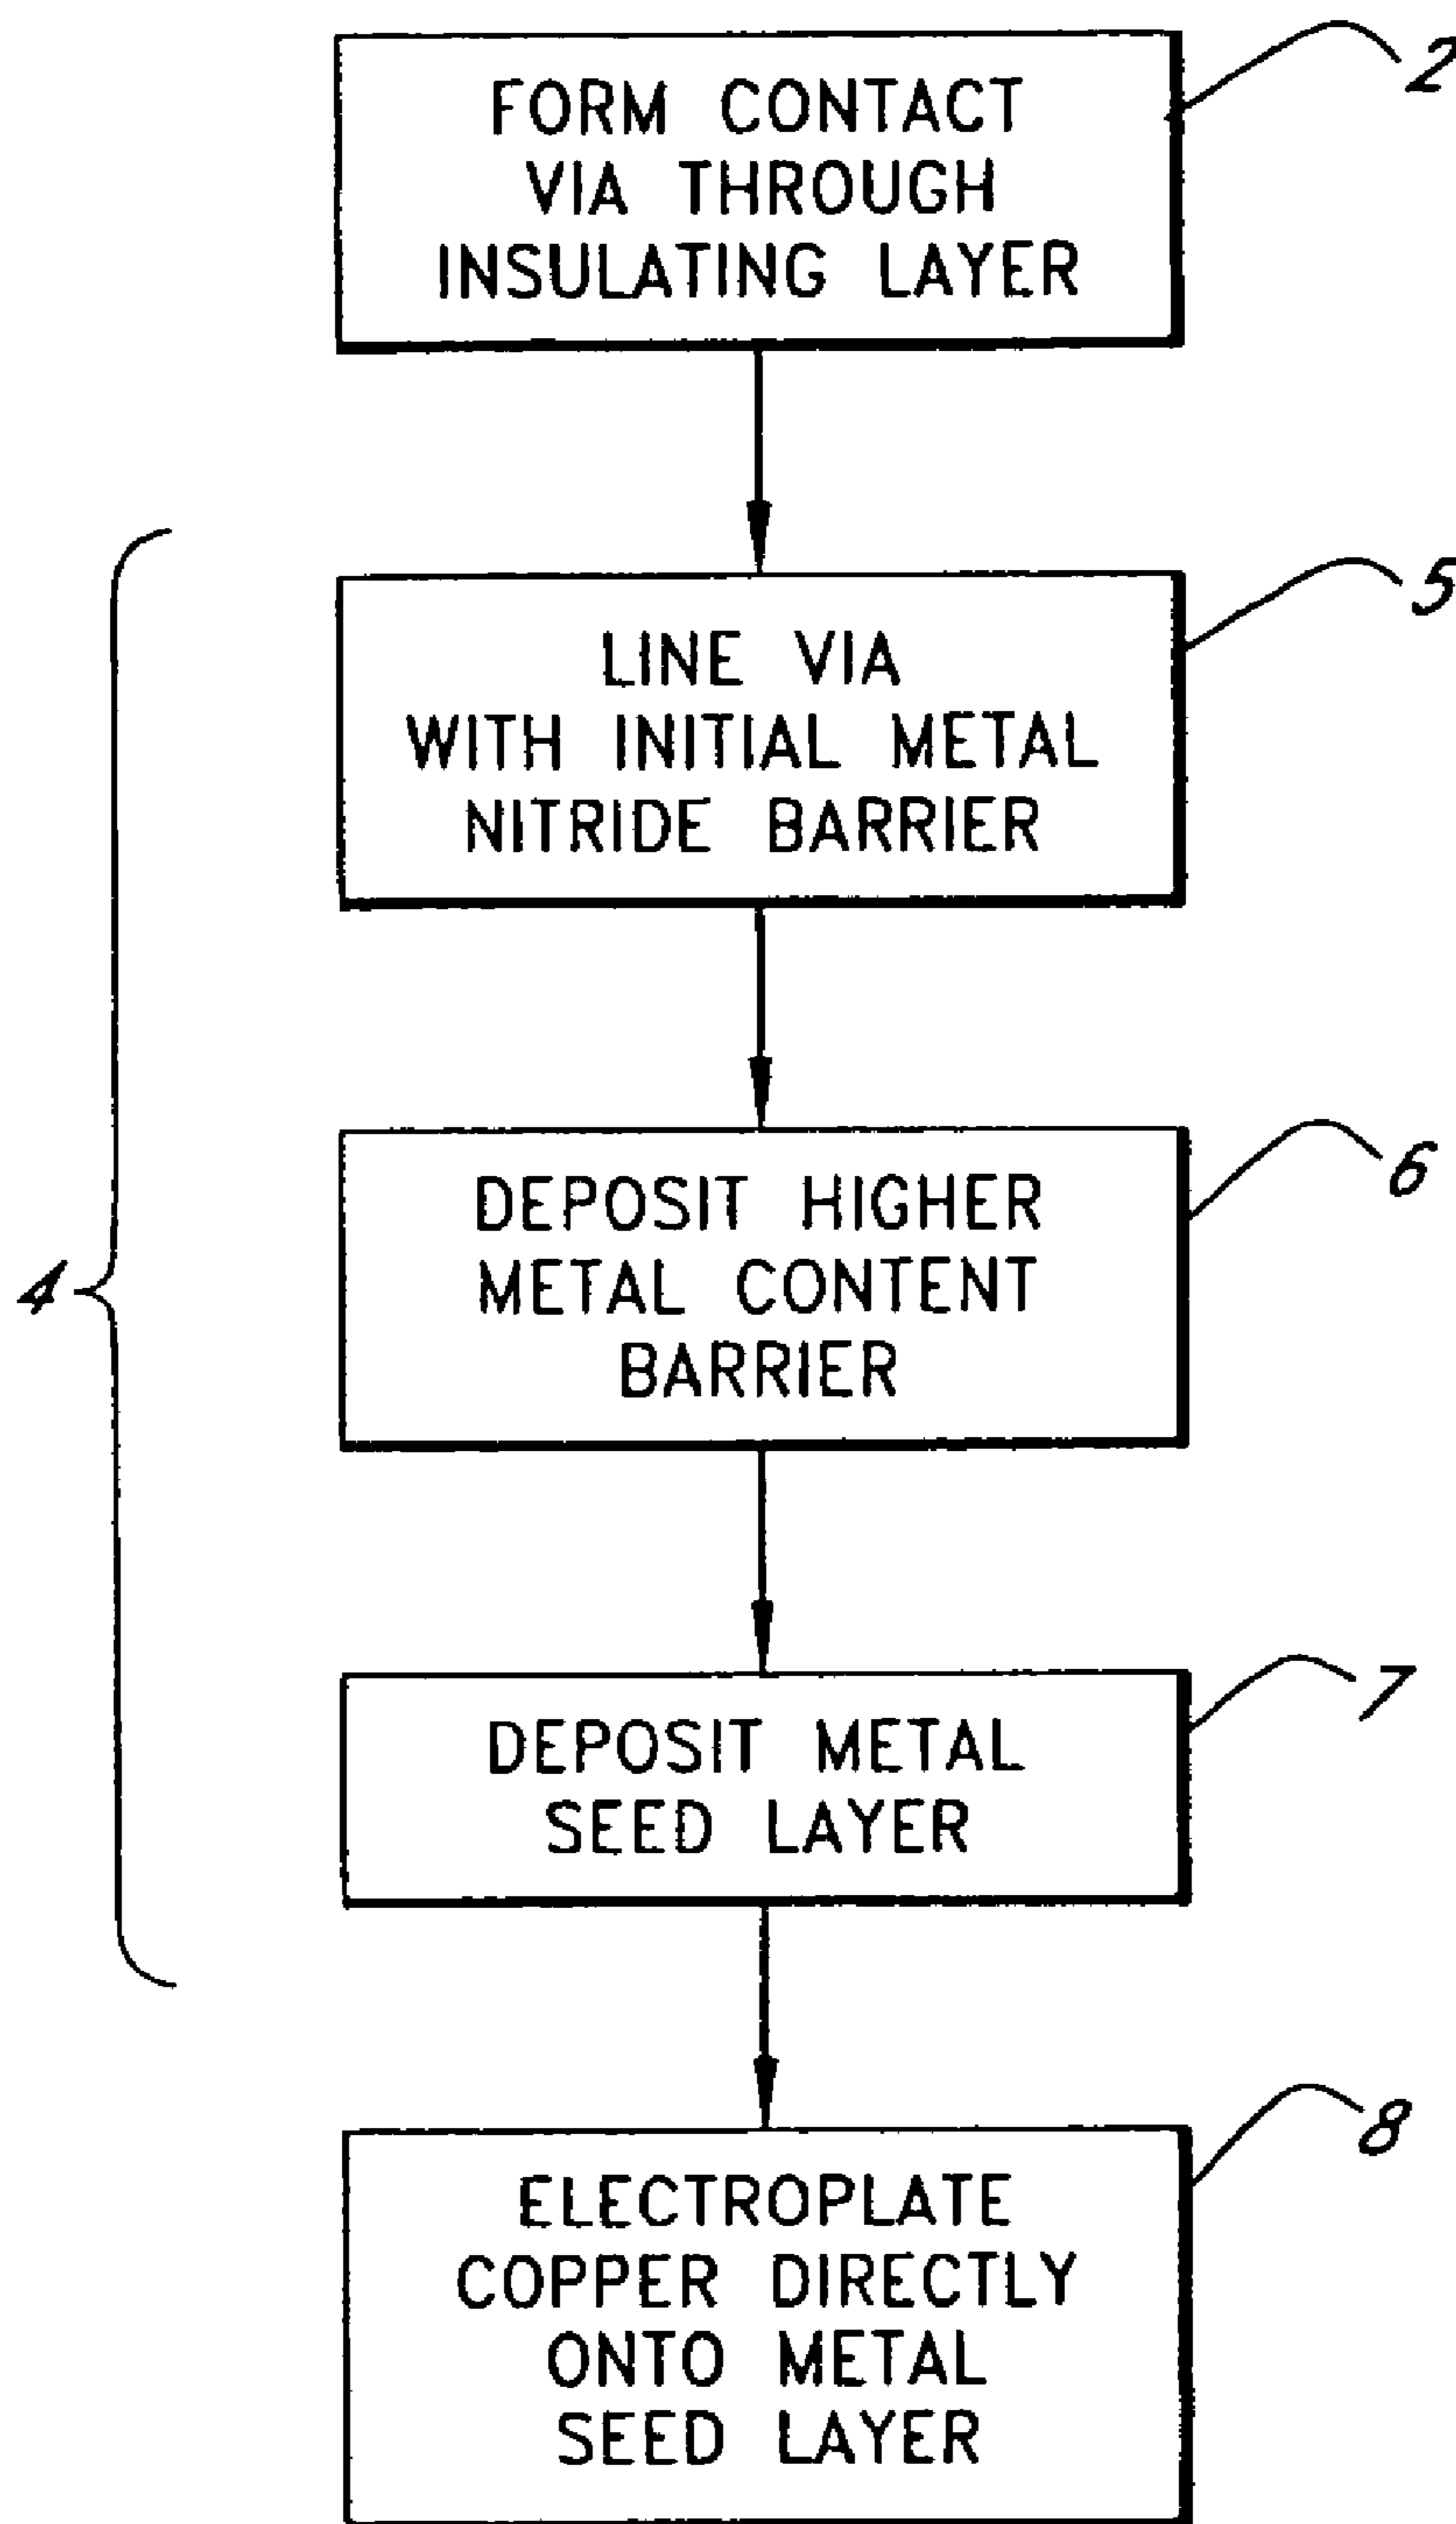 FORM CONTACT
VIA THROUGH
INSULATING LAYER
2
LINE VIA
WITH INITIAL METAL
NITRIDE BARRIER
5
4
DEPOSIT HIGHER
METAL CONTENT
BARRIER
6
DEPOSIT METAL
SEED LAYER
7
ELECTROPLATE
COPPER DIRECTLY
ONTO METAL
SEED LAYER
8